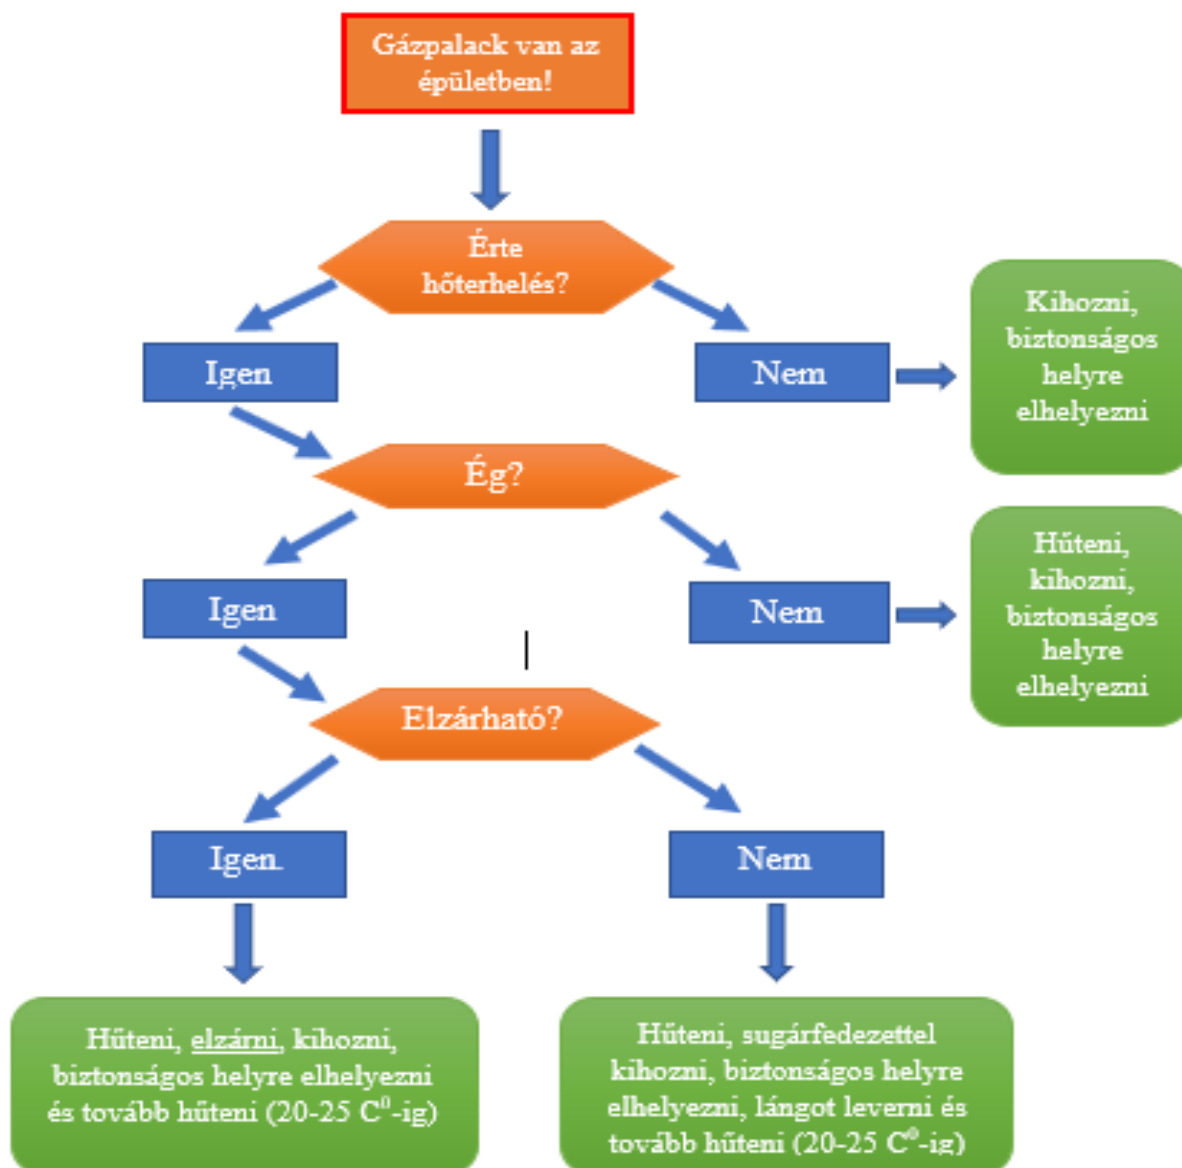 Gázpalack van az
épületben!
Érte
hőterhelés?
Igen
Nem
Kihozni,
biztonságos
helyre
elhelyezni
Ég?
Igen
Nem
Hűteni,
kihozni,
biztonságos
helyre
elhelyezni
Elzárható?
Igen.
Nem
Hűteni, elzárni, kihozni,
biztonságos helyre elhelyezni
és tovább hűteni (20-25 C⁰-ig)
Hűteni, sugárfedezettel
kihozni, biztonságos helyre
elhelyezni, lángot leverni és
tovább hűteni (20-25 C⁰-ig)